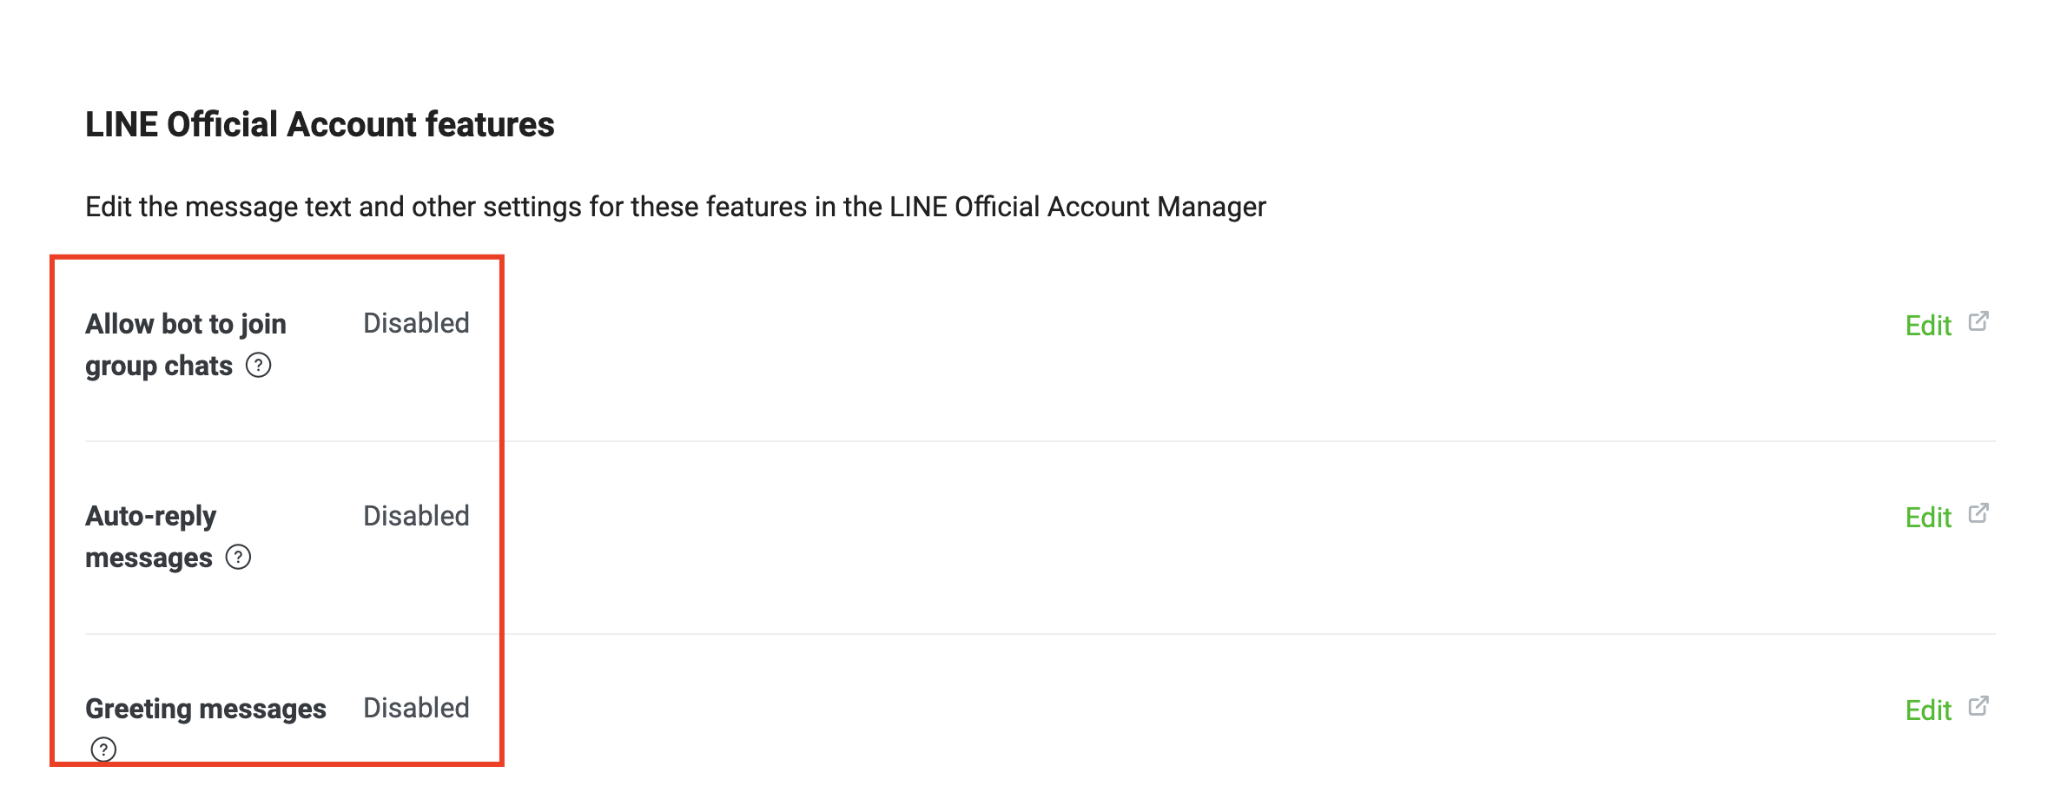 LINE Official Account features
Edit the message text and other settings for these features in the LINE Official Account Manager
Allow bot to join Disabled Edit
group chats ?
Auto-reply Disabled Edit
messages ?
Greeting messages Disabled Edit
?